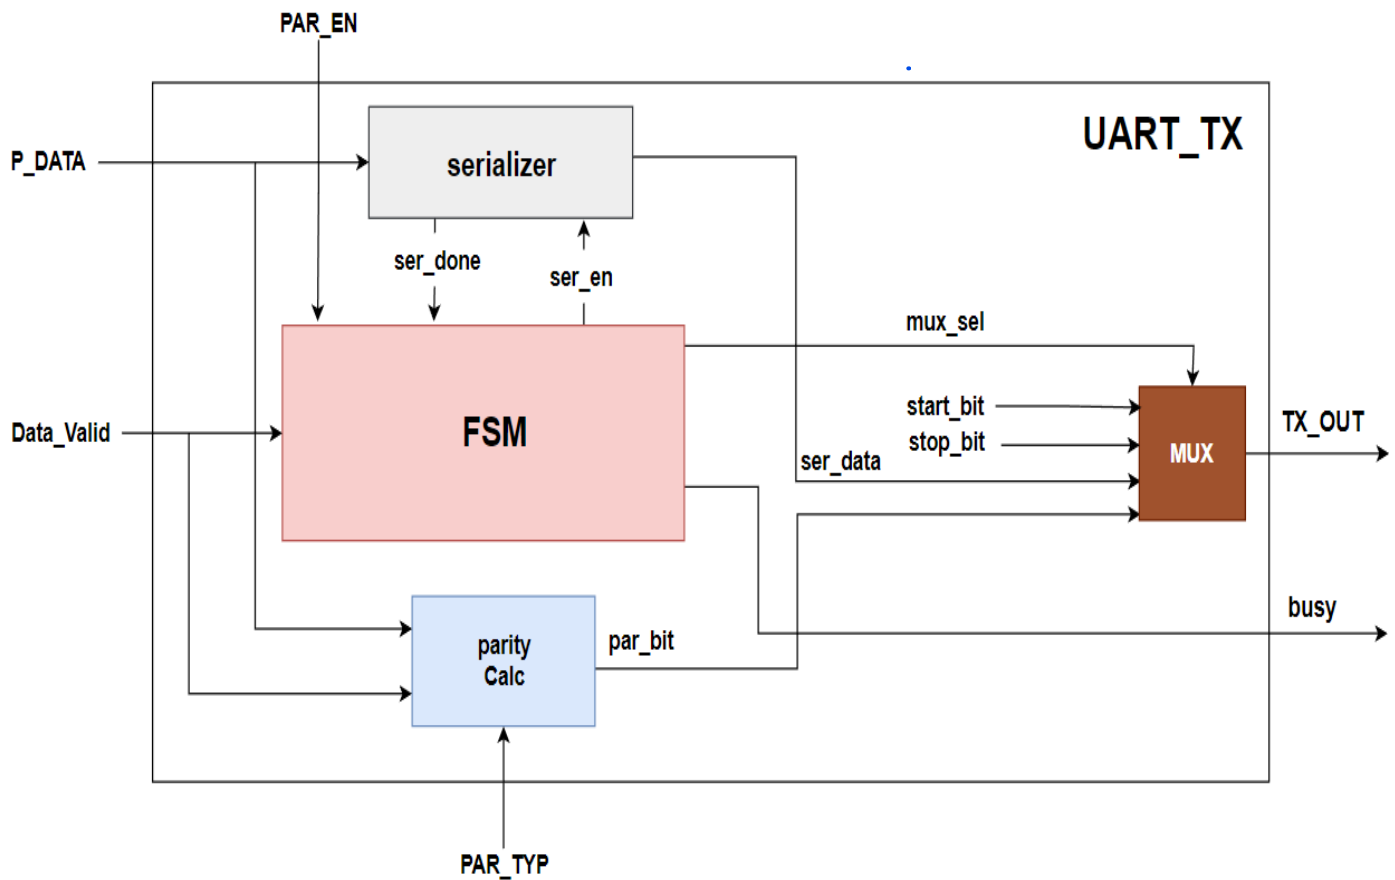 PAR_EN
UART_TX
P_DATA
serializer
ser_done
ser_en
mux_sel
start_bit
stop_bit
ser_data
FSM
Data_Valid
TX_OUT
MUX
busy
parity
Calc
par_bit
PAR_TYP